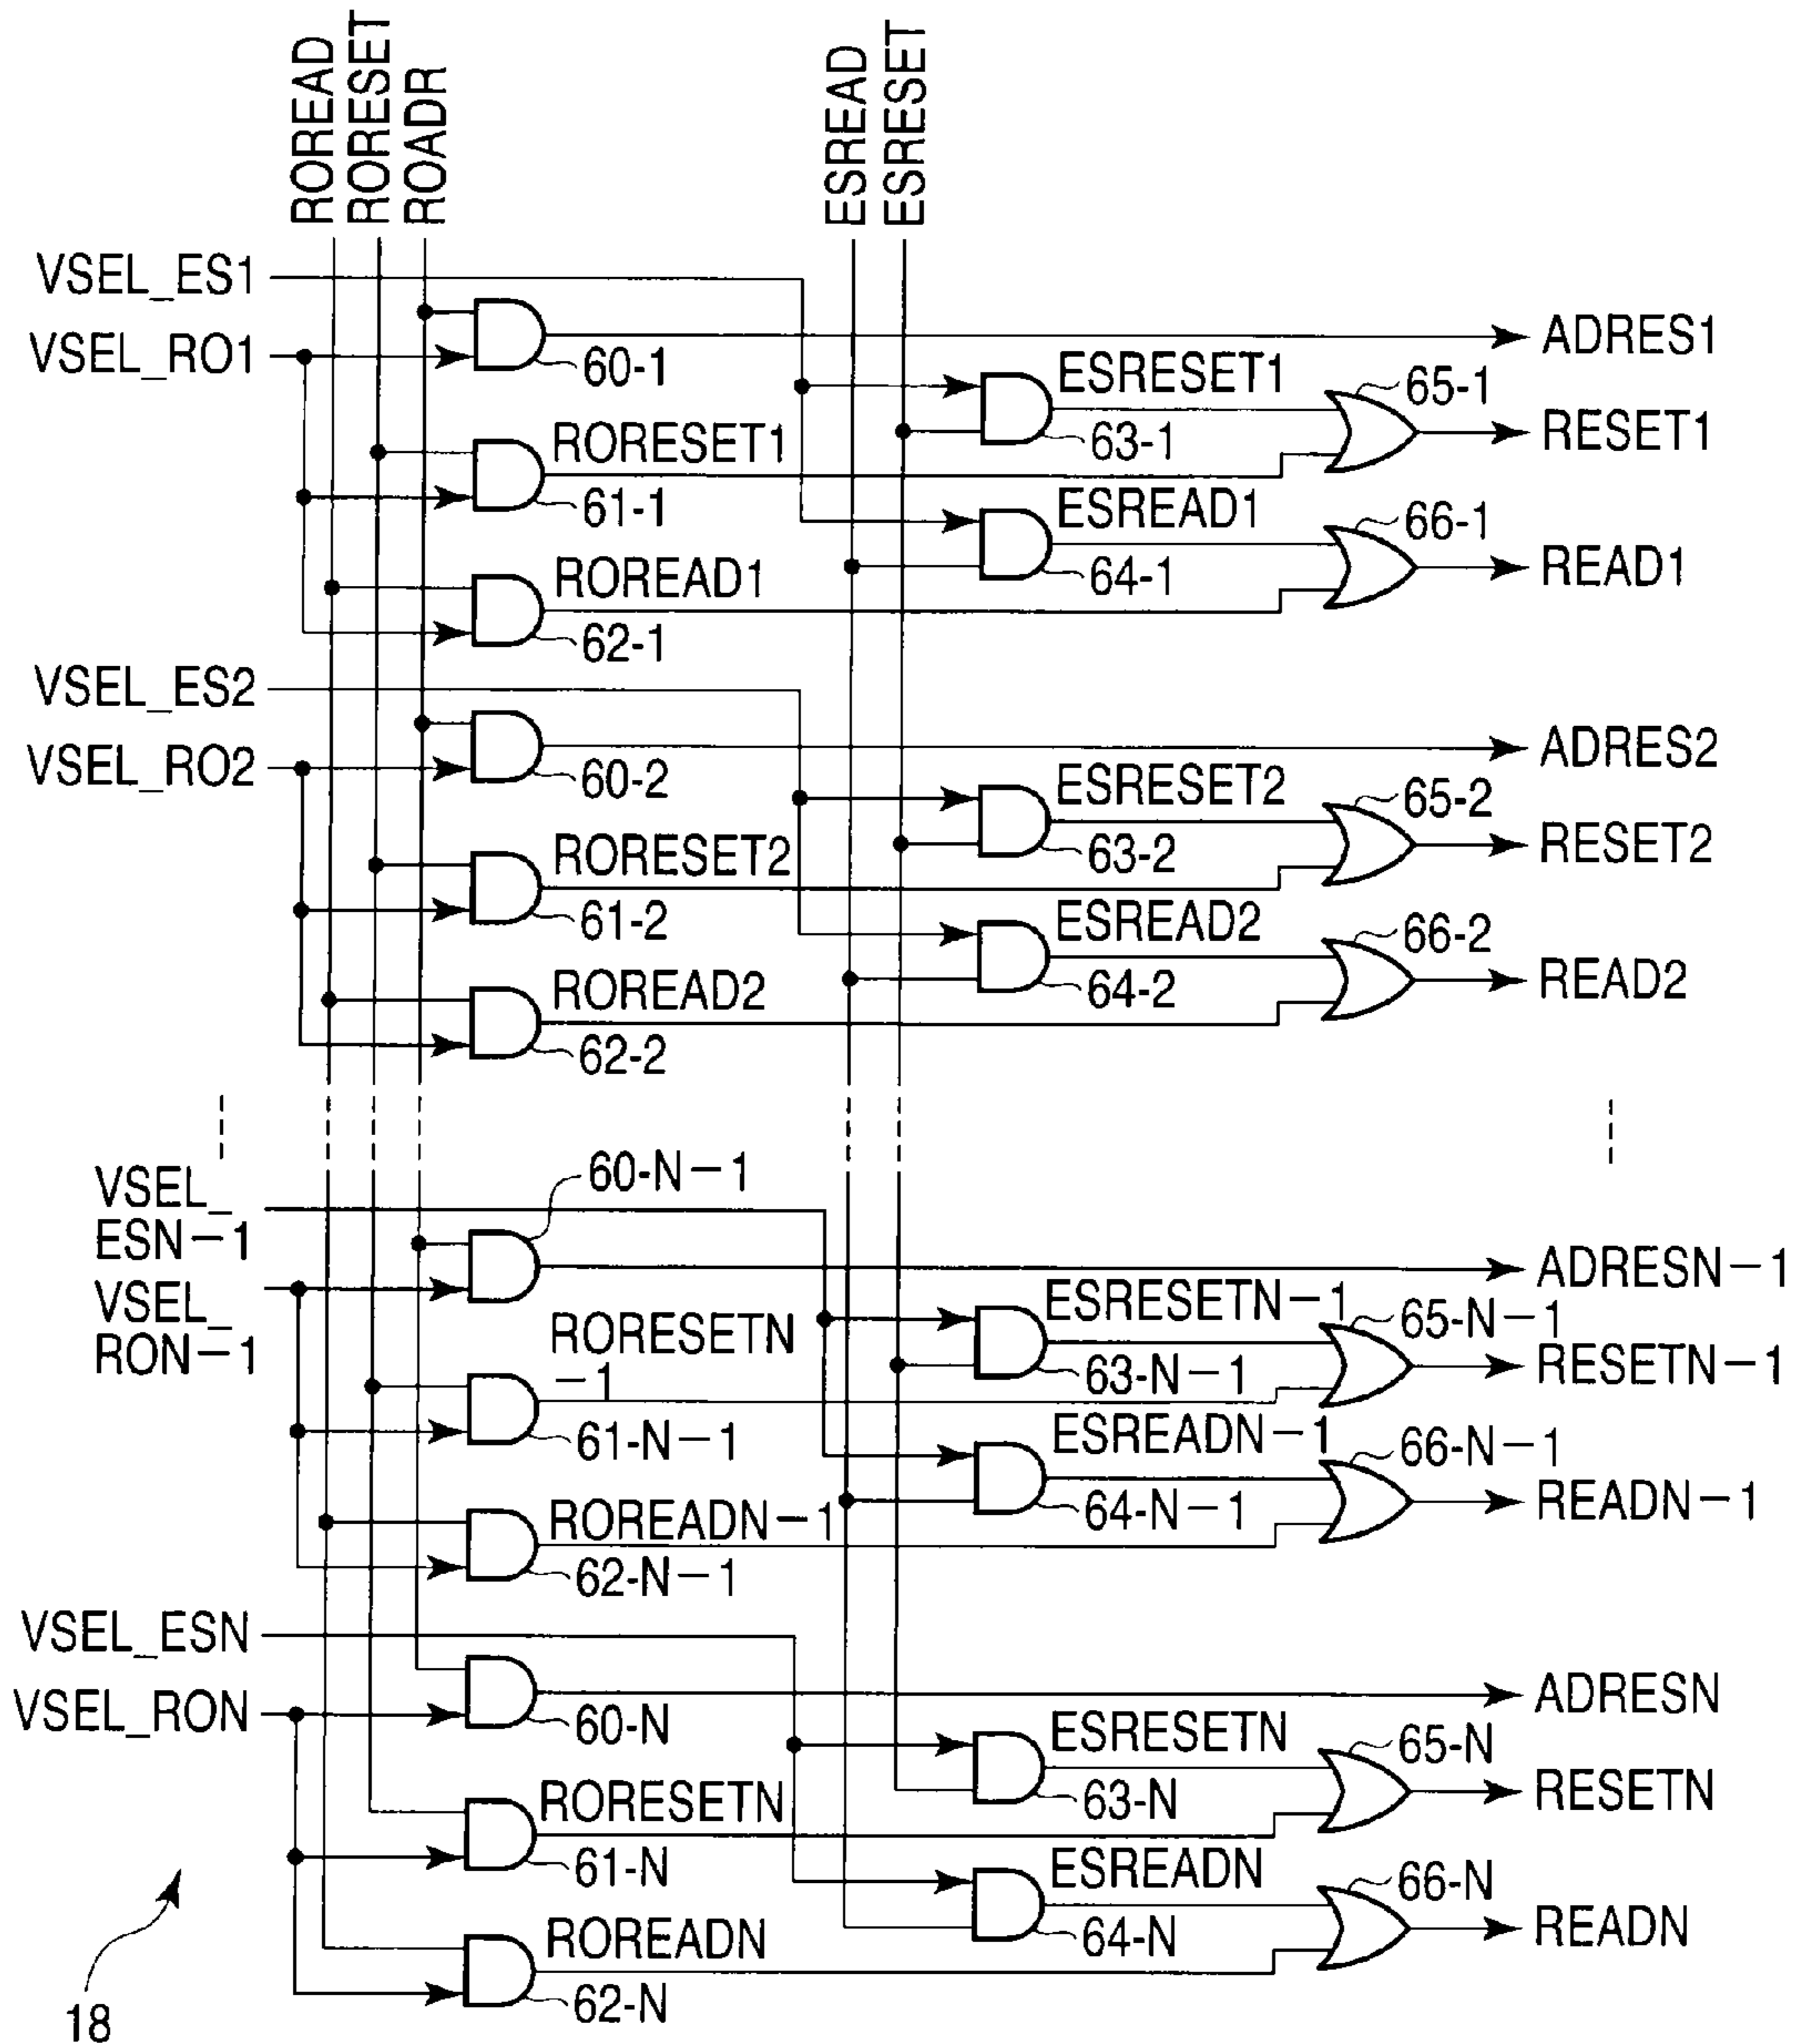 ROREAD
RORESET
ROADR
ESREAD
ESRESET
VSEL_ES1
VSEL_RO1
60-1
ADRES1
ESRESET1
65-1
63-1
RESET1
RORESET1
61-1
ESREAD1
66-1
64-1
READ1
ROREAD1
62-1
VSEL_ES2
VSEL_RO2
60-2
ADRES2
ESRESET2
65-2
63-2
RESET2
RORESET2
61-2
ESREAD2
66-2
64-2
READ2
ROREAD2
62-2
VSEL_
ESN-1
60-N-1
VSEL_
RON-1
ADRESN-1
ESRESETN-1
65-N-1
63-N-1
RESETN-1
RORESETN
-1
61-N-1
ESREADN-1
66-N-1
64-N-1
READN-1
ROREADN-1
62-N-1
VSEL_ESN
VSEL_RON
60-N
ADRESN
ESRESETN
65-N
63-N
RESETN
RORESETN
61-N
ESREADN
66-N
64-N
READN
ROREADN
62-N
18